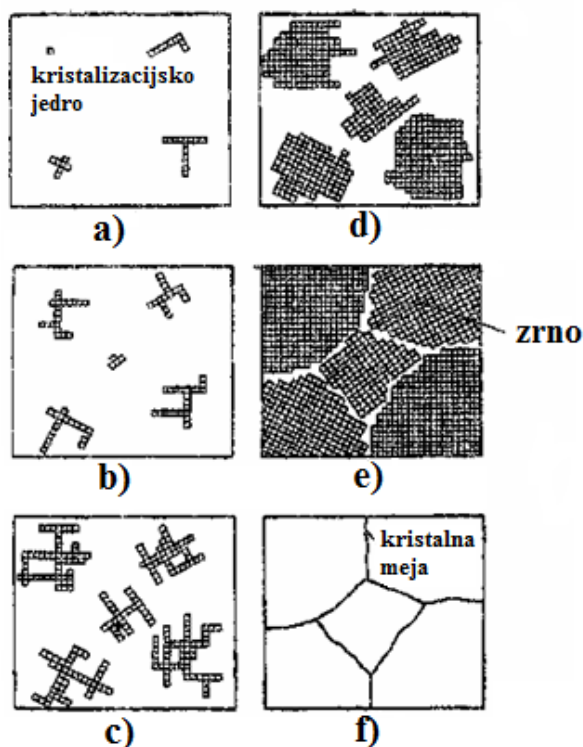 kristalizacijsko
jedro
a)
d)
zrno
b)
e)
kristalna
meja
c)
f)